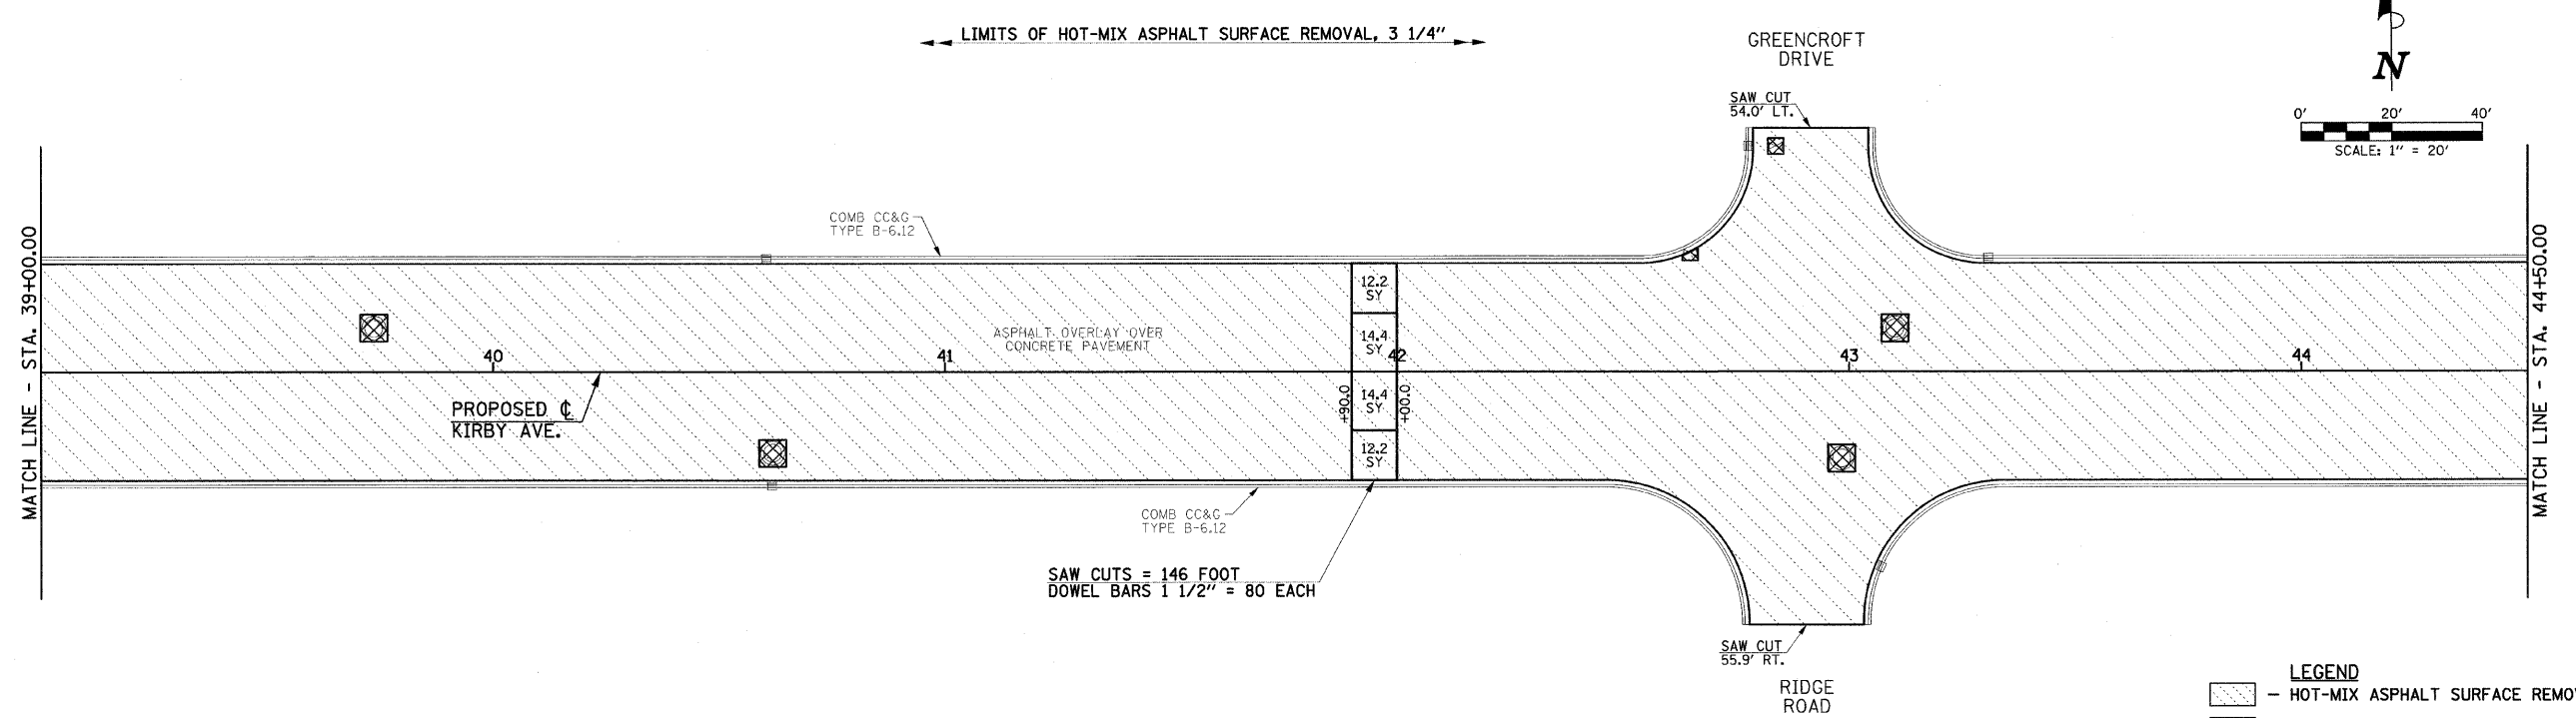 LIMITS OF HOT-MIX ASPHALT SURFACE REMOVAL, 3 1/4"
GREENCROFT
DRIVE
N
SAW CUT
54.0' LT.
0' 20' 40'
SCALE: 1" = 20'
MATCH LINE - STA. 39+00.00
COMB CC&G
TYPE B-6.12
12.2
SY
ASPHALT OVERLAY OVER
CONCRETE PAVEMENT
14.4
SY
40 41 42 43 44
PROPOSED ℄
KIRBY AVE.
+90.0
14.4
SY
+00.0
12.2
SY
MATCH LINE - STA. 44+50.00
COMB CC&G
TYPE B-6.12
SAW CUTS = 146 FOOT
DOWEL BARS 1 1/2" = 80 EACH
SAW CUT
55.9' RT.
RIDGE
ROAD
LEGEND
- HOT-MIX ASPHALT SURFACE REMO